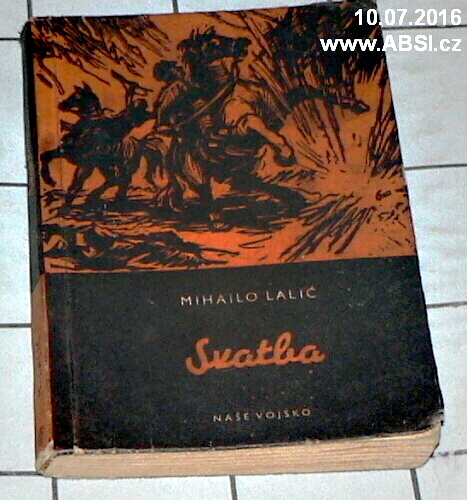 10.07.2016
www.ABSI.cz
MIHAILO LALIĆ
Svatba
NAŠE VOJSKO